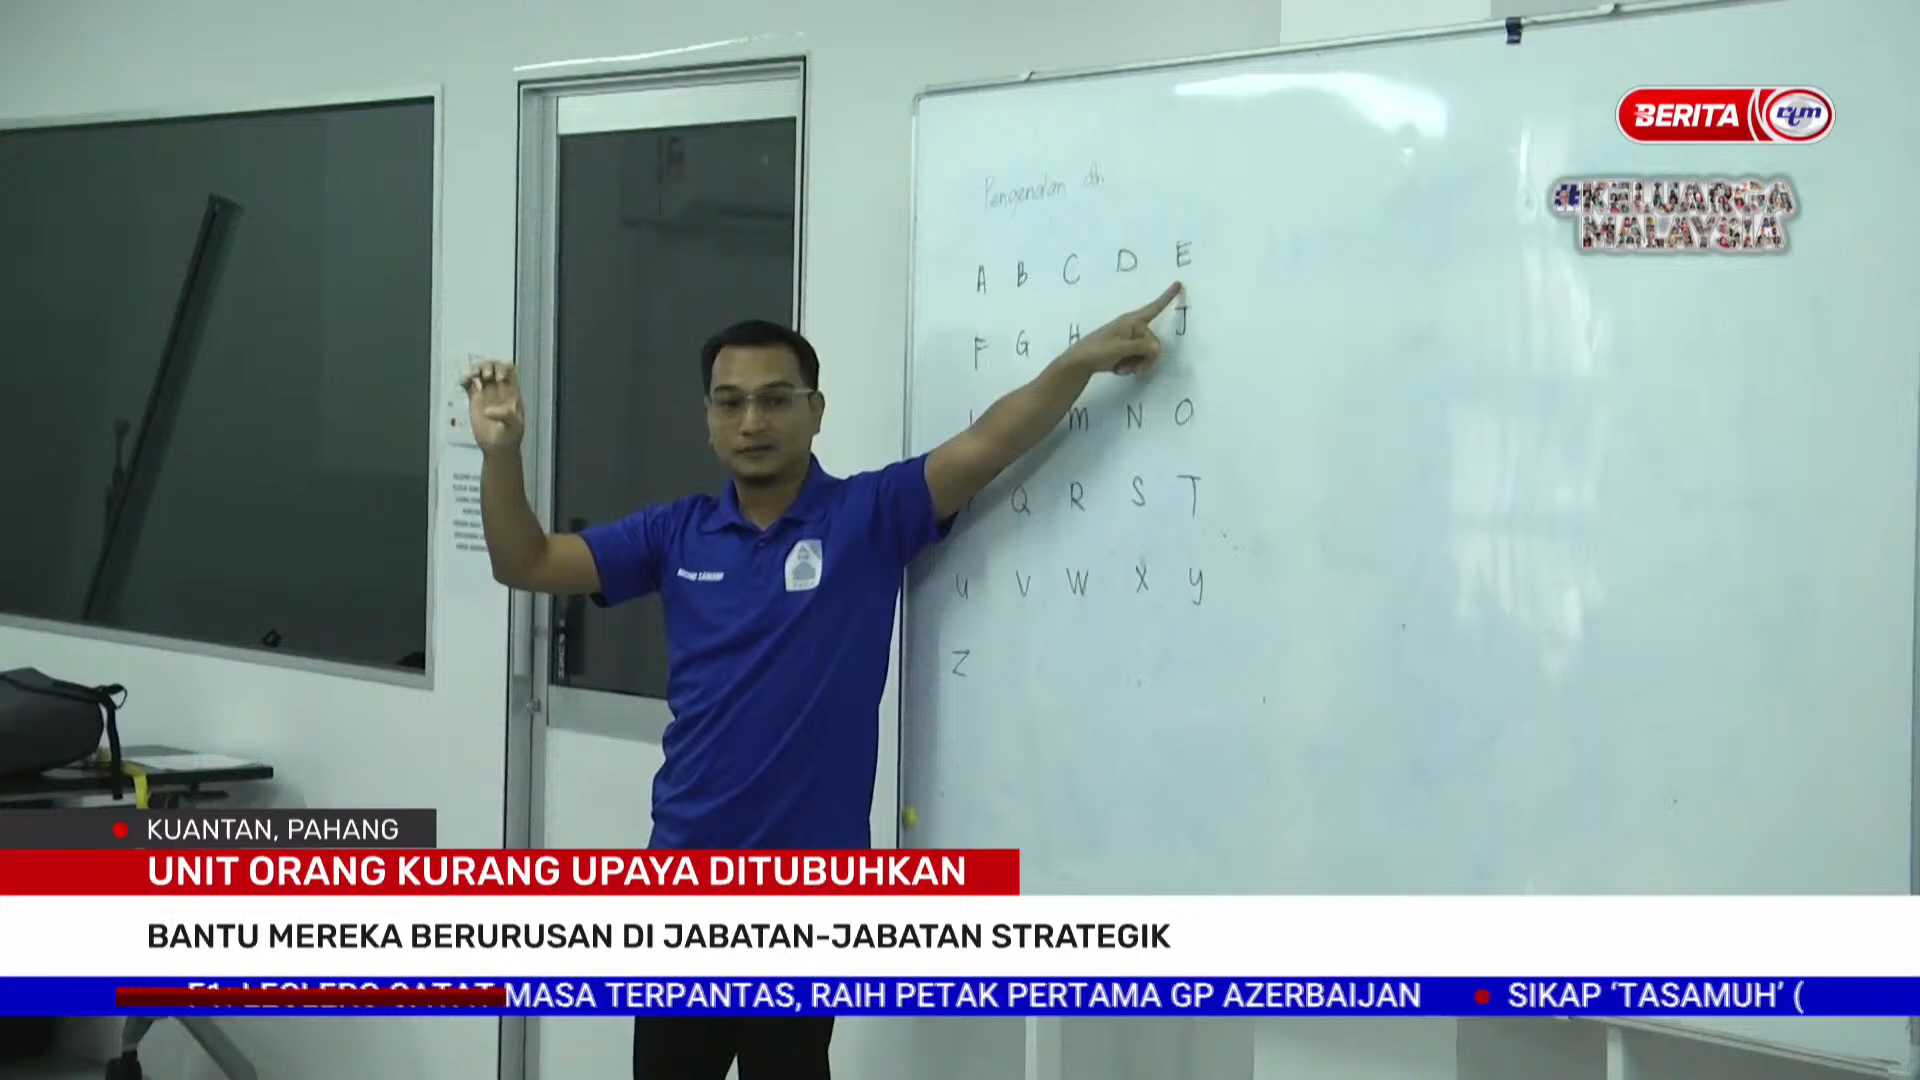 BERITA rtm
#KELUARGA
MALAYSIA
Pengenalan
A B C D E
F G H J
M N O
Q R S T
U V W X Y
Z
KUANTAN, PAHANG
UNIT ORANG KURANG UPAYA DITUBUHKAN
BANTU MEREKA BERURUSAN DI JABATAN-JABATAN STRATEGIK
MASA TERPANTAS, RAIH PETAK PERTAMA GP AZERBAIJAN • SIKAP ‘TASAMUH’ (